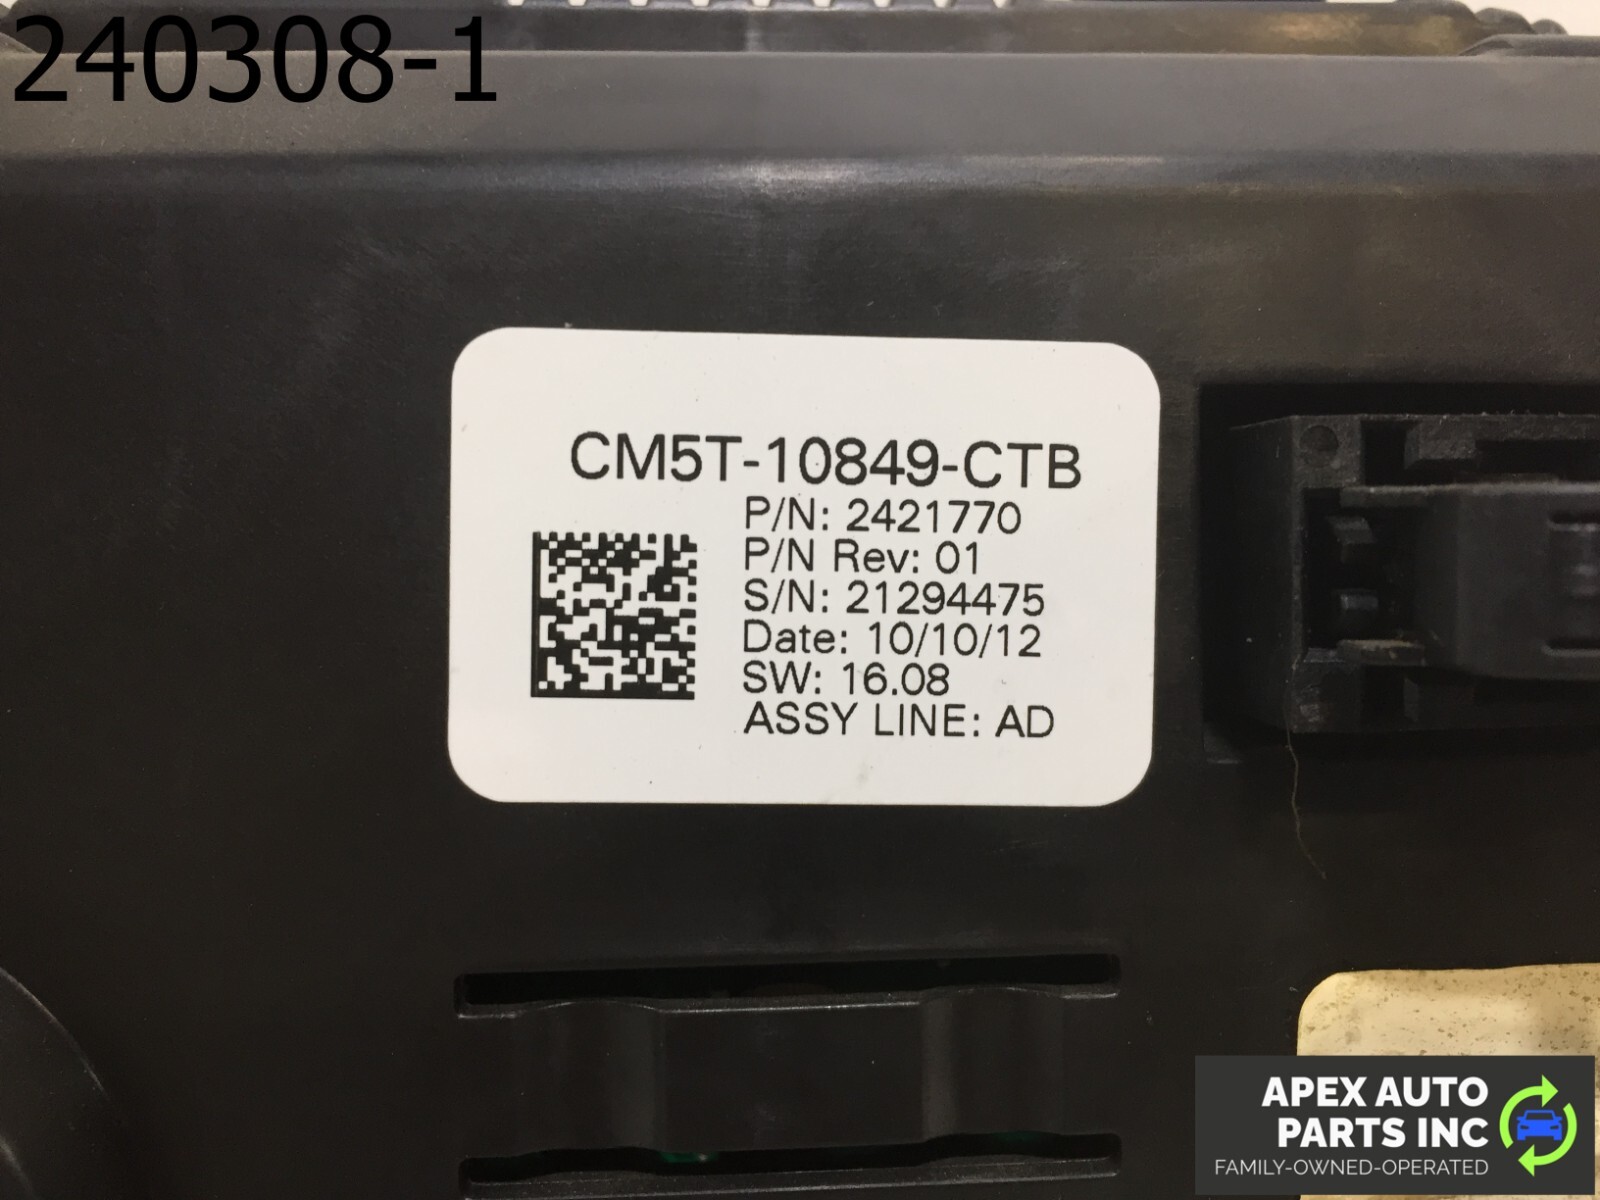 240308-1
CM5T-10849-CTB
P/N: 2421770
P/N Rev: 01
S/N: 21294475
Date: 10/10/12
SW: 16.08
ASSY LINE: AD
APEX AUTO
PARTS INC
FAMILY-OWNED-OPERATED